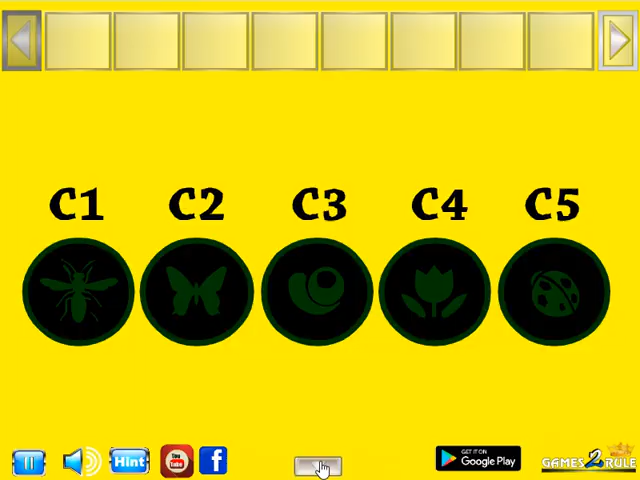 C1 C2 C3 C4 C5
Hint
You
Tube
f
GET IT ON
Google Play
GAMES2RULE